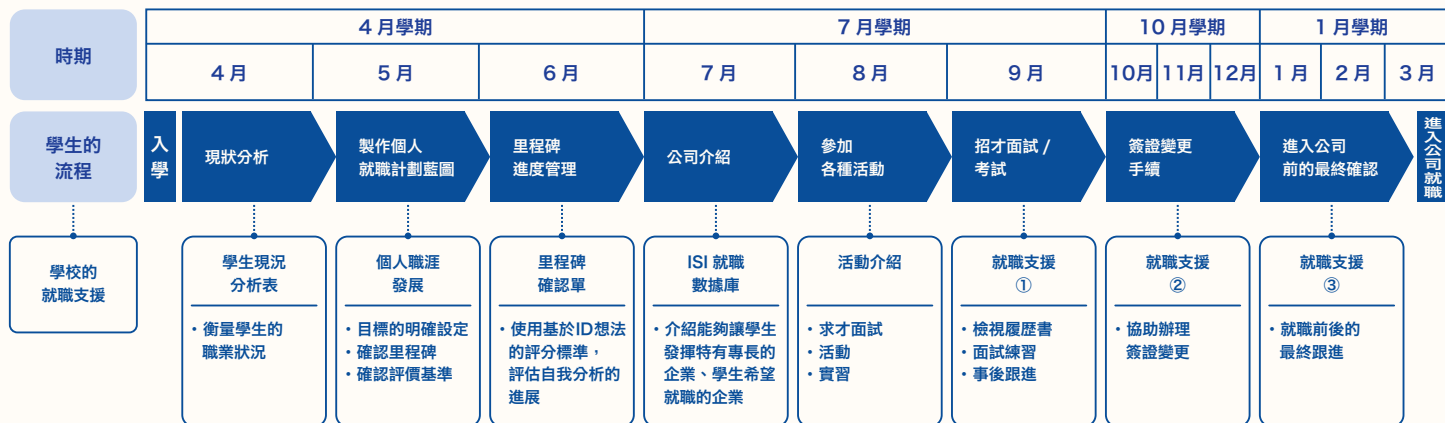 時期
4 月學期
7 月學期
10 月學期
1 月學期
4 月
5 月
6 月
7 月
8 月
9 月
10月
11月
12月
1 月
2 月
3 月
學生的
流程
入學
現狀分析
製作個人
就職計劃藍圖
里程碑
進度管理
公司介紹
參加
各種活動
招才面試 /
考試
簽證變更
手續
進入公司
前的最終確認
進入公司就職
學校的
就職支援
學生現況
分析表
・衡量學生的
職業狀況
個人職涯
發展
・目標的明確設定
・確認里程碑
・確認評價基準
里程碑
確認單
・使用基於ID想法
的評分標準，
評估自我分析的
進展
ISI 就職
數據庫
・介紹能夠讓學生
發揮特有專長的
企業、學生希望
就職的企業
活動介紹
・求才面試
・活動
・實習
就職支援
①
・檢視履歷書
・面試練習
・事後跟進
就職支援
②
・協助辦理
簽證變更
就職支援
③
・就職前後的
最終跟進